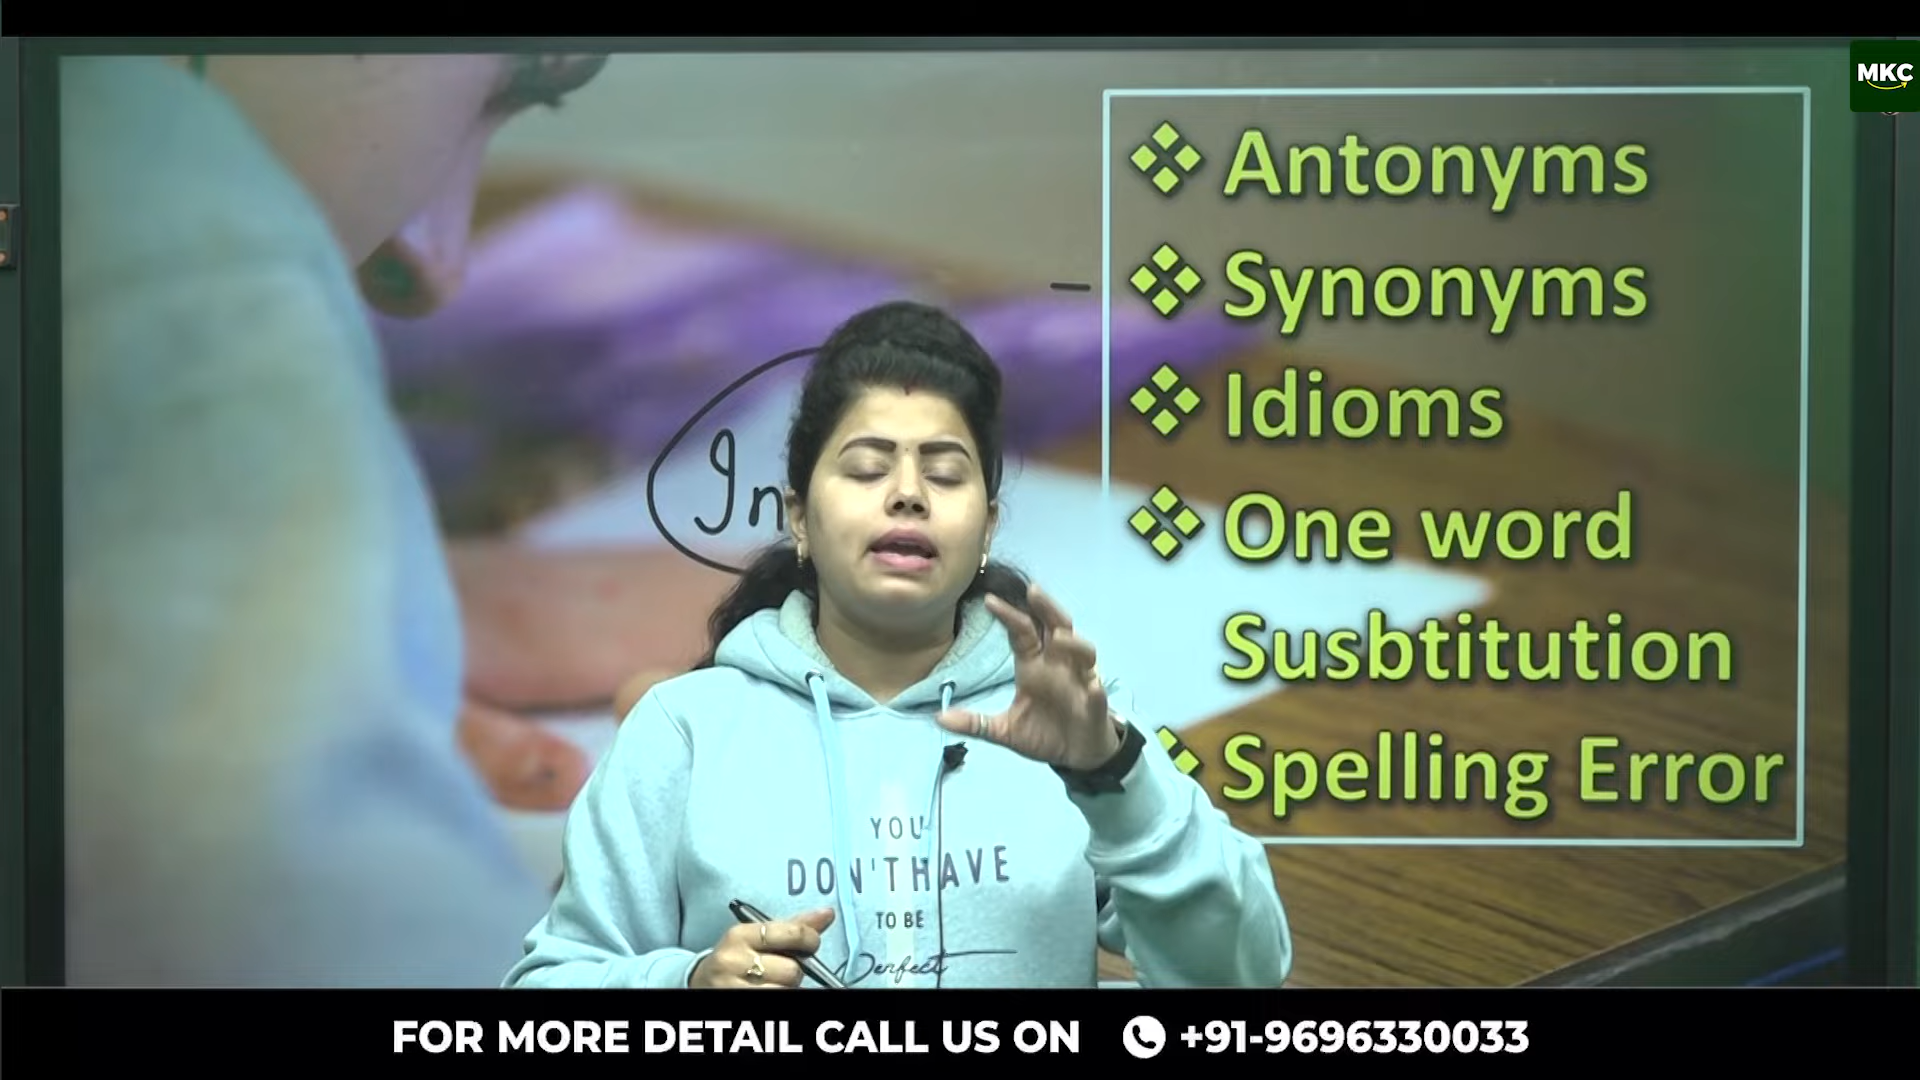 MKC
Antonyms
Synonyms
Idioms
One word
Susbtitution
Spelling Error
In
YOU
DON'T HAVE
TO BE
Perfect
FOR MORE DETAIL CALL US ON +91-9696330033